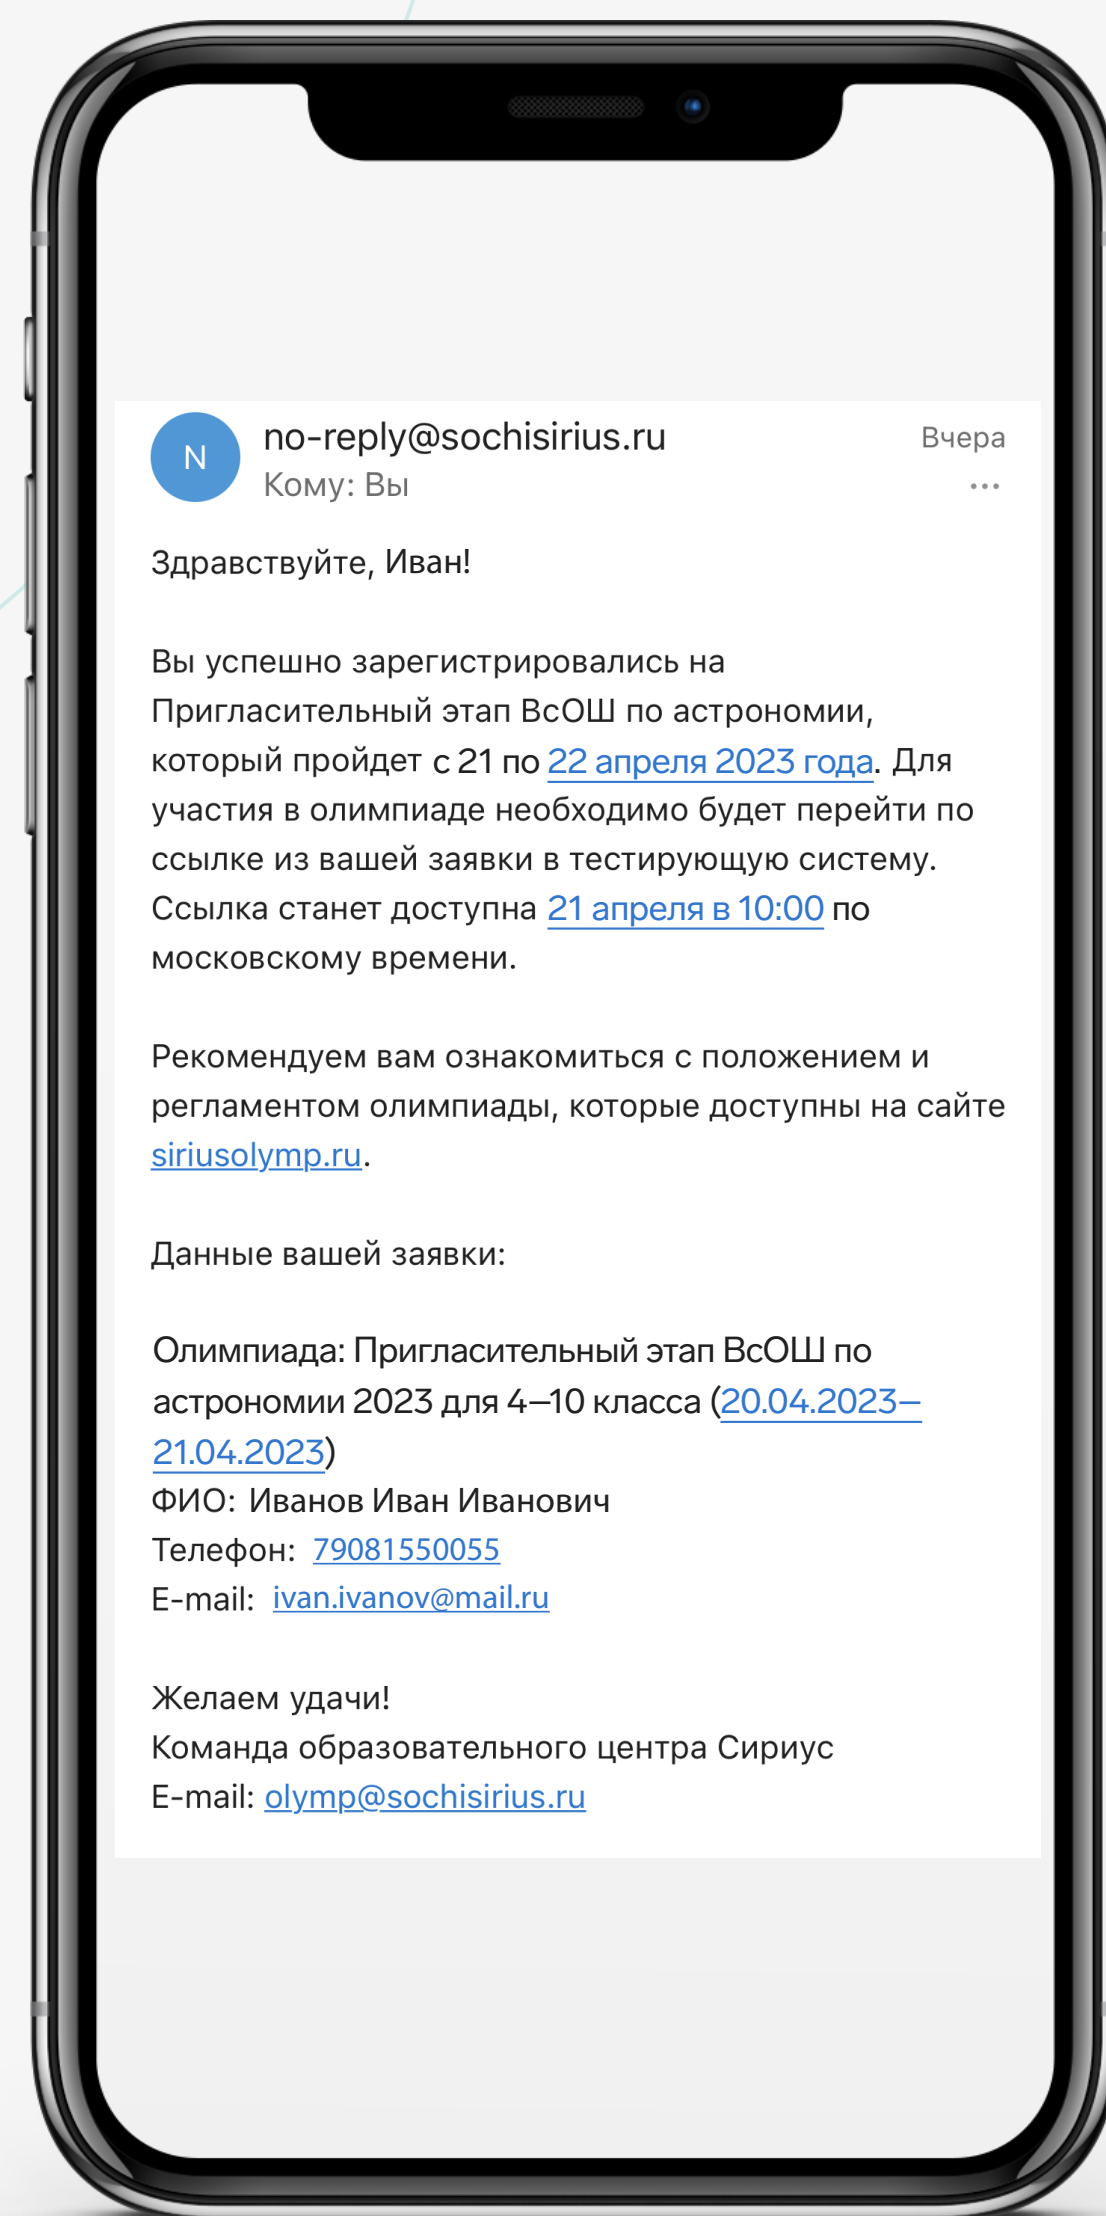 N
no-reply@sochisirius.ru
Вчера
Кому: Вы
...
Здравствуйте, Иван!
Вы успешно зарегистрировались на
Пригласительный этап ВсОШ по астрономии,
который пройдет с 21 по 22 апреля 2023 года. Для
участия в олимпиаде необходимо будет перейти по
ссылке из вашей заявки в тестирующую систему.
Ссылка станет доступна 21 апреля в 10:00 по
московскому времени.
Рекомендуем вам ознакомиться с положением и
регламентом олимпиады, которые доступны на сайте
siriusolymp.ru.
Данные вашей заявки:
Олимпиада: Пригласительный этап ВсОШ по
астрономии 2023 для 4–10 класса (20.04.2023–
21.04.2023)
ФИО: Иванов Иван Иванович
Телефон: 79081550055
E-mail: ivan.ivanov@mail.ru
Желаем удачи!
Команда образовательного центра Сириус
E-mail: olymp@sochisirius.ru